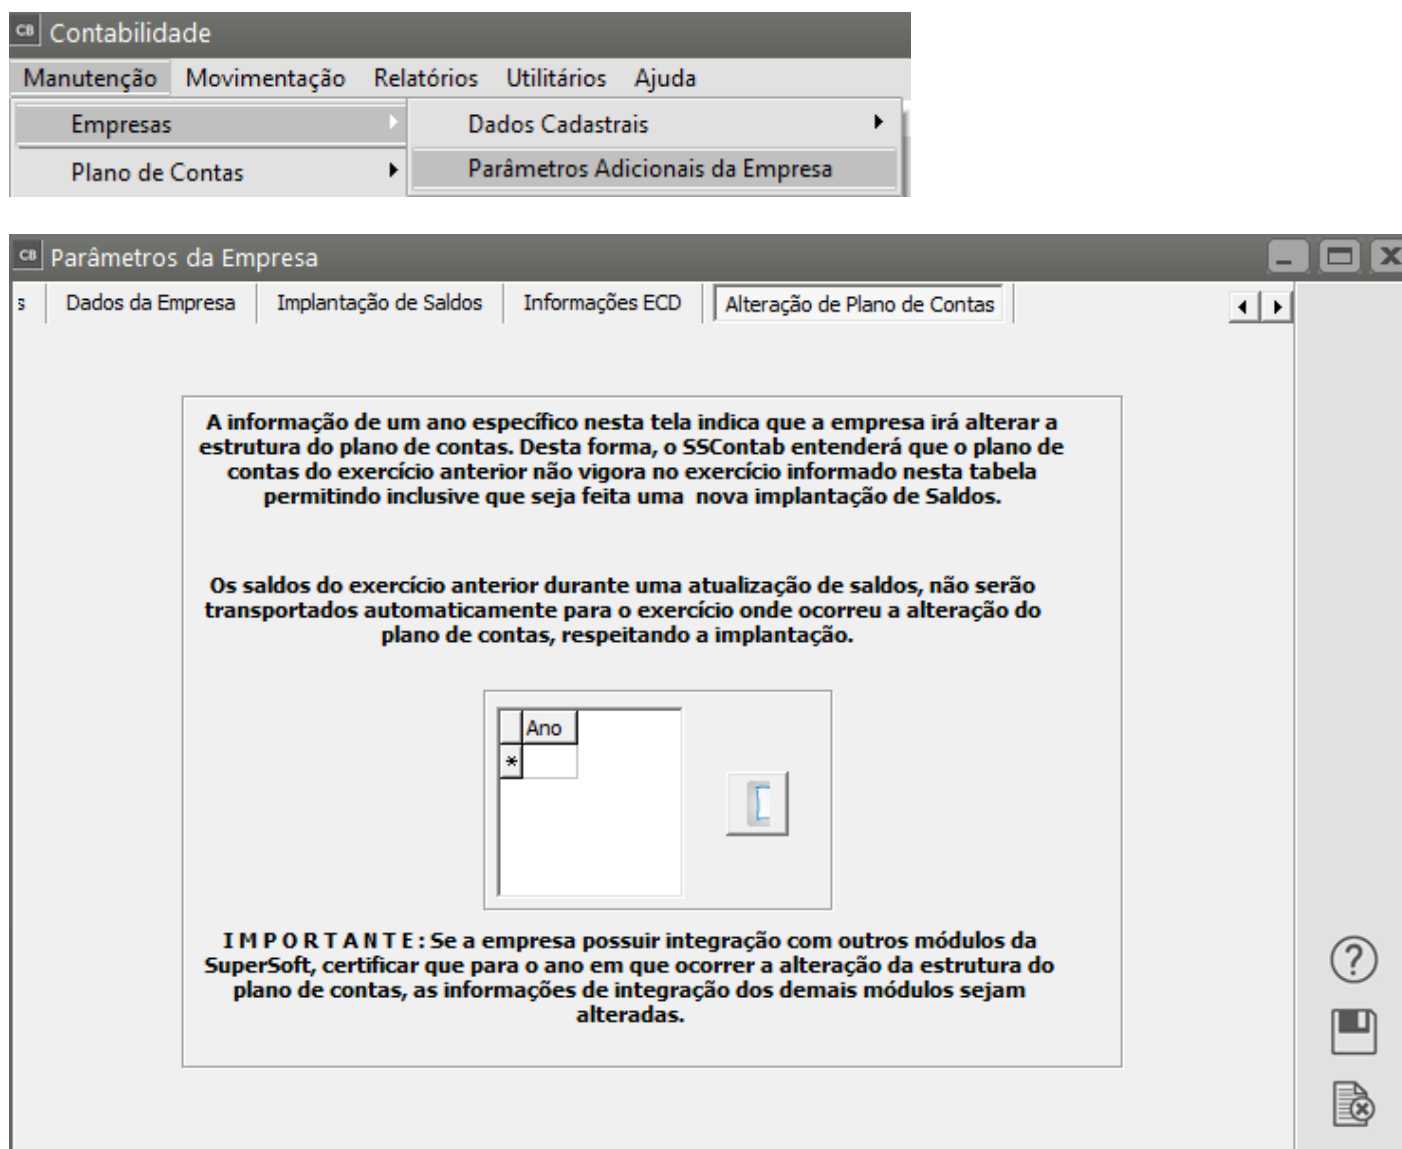 CB Contabilidade
Manutenção Movimentação Relatórios Utilitários Ajuda
Empresas
Dados Cadastrais
Plano de Contas
Parâmetros Adicionais da Empresa
CB Parâmetros da Empresa
s Dados da Empresa Implantação de Saldos Informações ECD Alteração de Plano de Contas
A informação de um ano específico nesta tela indica que a empresa irá alterar a
estrutura do plano de contas. Desta forma, o SSContab entenderá que o plano de
contas do exercício anterior não vigora no exercício informado nesta tabela
permitindo inclusive que seja feita uma  nova implantação de Saldos.
Os saldos do exercício anterior durante uma atualização de saldos, não serão
transportados automaticamente para o exercício onde ocorreu a alteração do
plano de contas, respeitando a implantação.
Ano
*
I M P O R T A N T E : Se a empresa possuir integração com outros módulos da
SuperSoft, certificar que para o ano em que ocorrer a alteração da estrutura do
plano de contas, as informações de integração dos demais módulos sejam
alteradas.